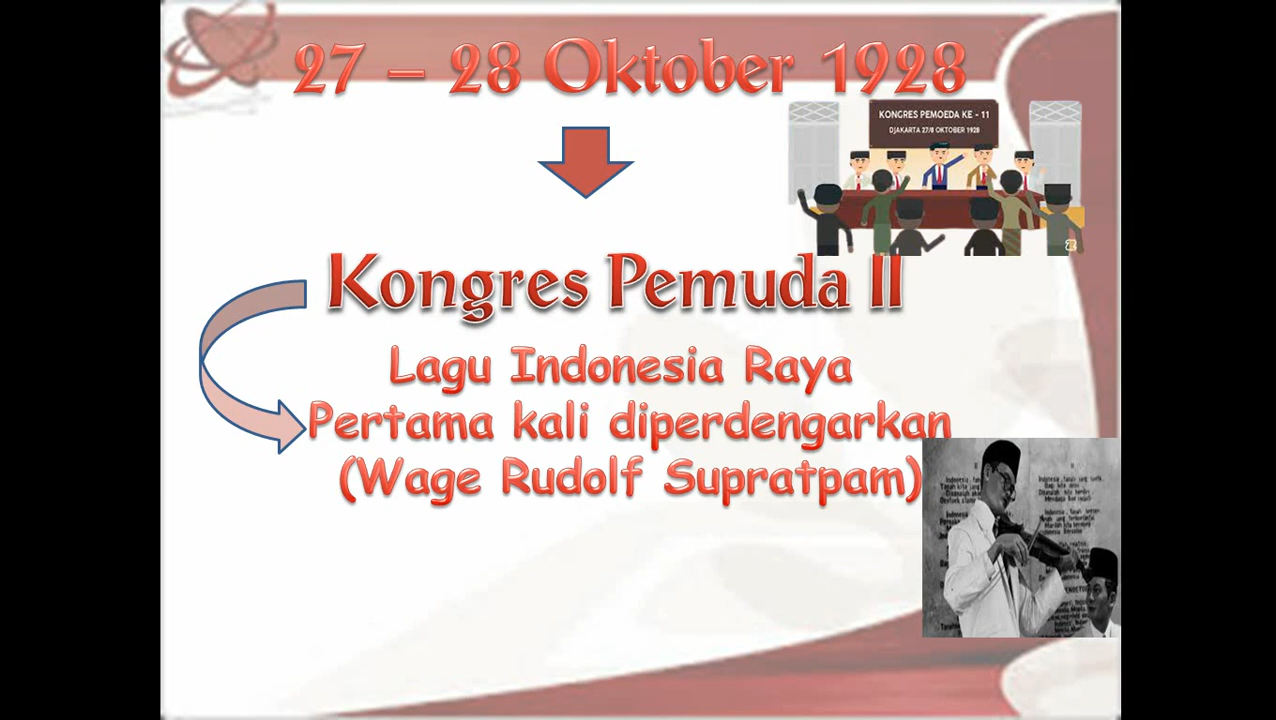 27 – 28 Oktober 1928
KONGRES PEMOEDA KE - 11
DJAKARTA 27/8 OKTOBER 1928
Kongres Pemuda II
Lagu Indonesia Raya
Pertama kali diperdengarkan
(Wage Rudolf Supratpam)